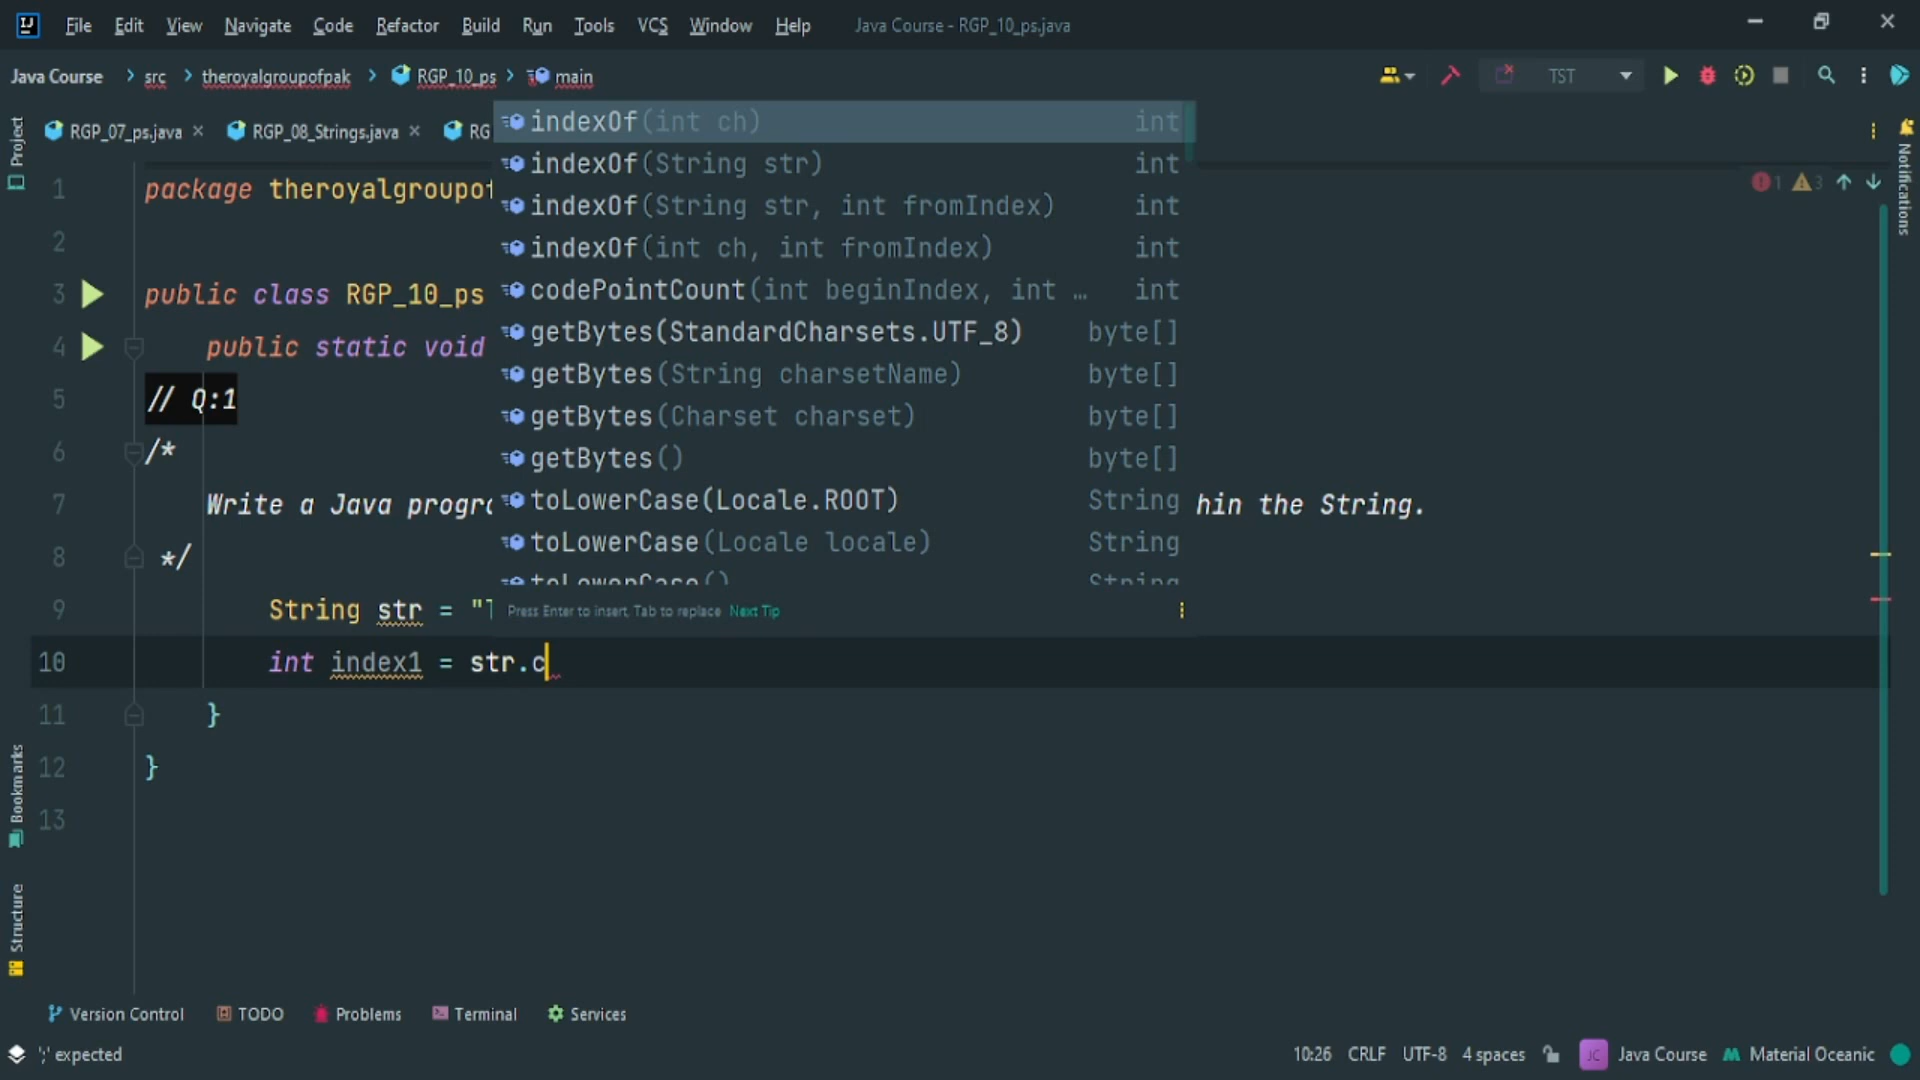 File Edit View Navigate Code Refactor Build Run Tools VCS Window Help Java Course - RGP_10_ps.java
Java Course src theroyalgroupofpak RGP_10_ps main TST
RGP_07_ps.java RGP_08_Strings.java RG
Project
Notifications
Bookmarks
Structure
1 3
1 package theroyalgroupof
2
3 public class RGP_10_ps
4 public static void
5 // Q:1
6 /*
7 Write a Java progr hin the String.
8 */
9 String str = "T
10 int index1 = str.c
11 }
12 }
13
indexOf(int ch) int
indexOf(String str) int
indexOf(String str, int fromIndex) int
indexOf(int ch, int fromIndex) int
codePointCount(int beginIndex, int … int
getBytes(StandardCharsets.UTF_8) byte[]
getBytes(String charsetName) byte[]
getBytes(Charset charset) byte[]
getBytes() byte[]
toLowerCase(Locale.ROOT) String
toLowerCase(Locale locale) String
toLowerCase() String
Press Enter to insert, Tab to replace Next Tip
Version Control TODO Problems Terminal Services
';' expected 10:26 CRLF UTF-8 4 spaces JC Java Course Material Oceanic